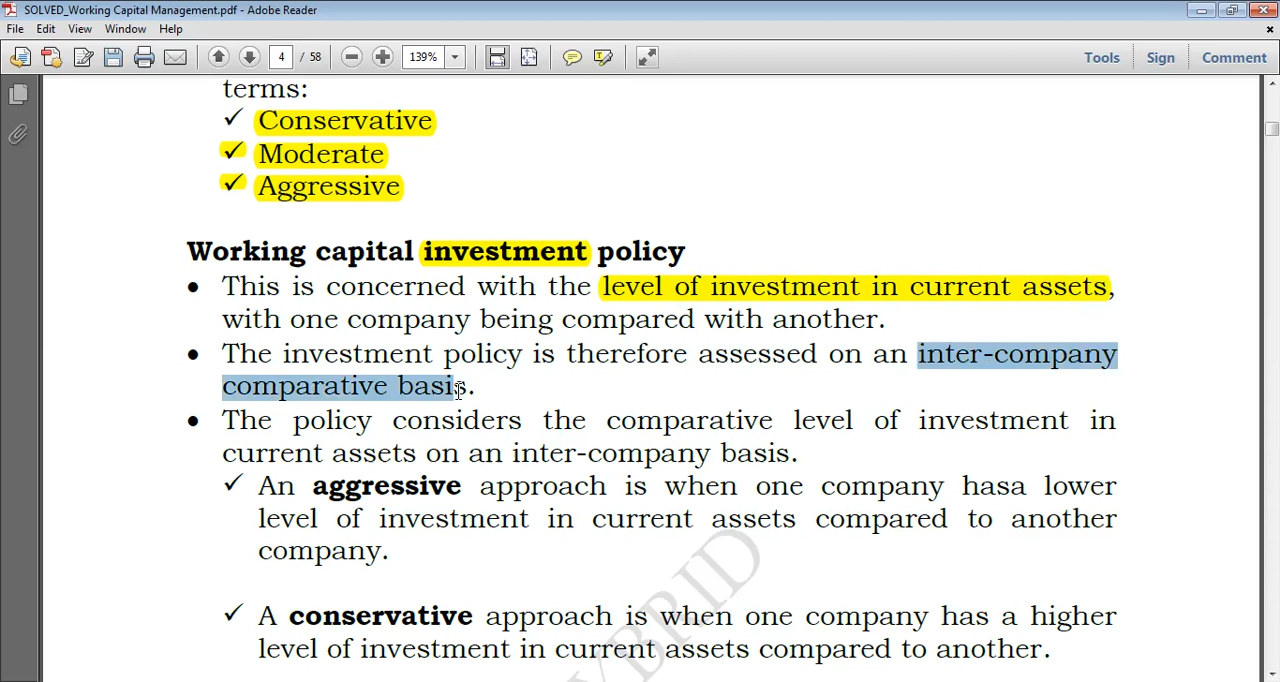 SOLVED_Working Capital Management.pdf - Adobe Reader
File Edit View Window Help
4 / 58 139% Tools Sign Comment
terms:
✓ Conservative
✓ Moderate
✓ Aggressive
Working capital investment policy
• This is concerned with the level of investment in current assets,
with one company being compared with another.
• The investment policy is therefore assessed on an inter-company
comparative basis.
• The policy considers the comparative level of investment in
current assets on an inter-company basis.
✓ An aggressive approach is when one company hasa lower
level of investment in current assets compared to another
company.
✓ A conservative approach is when one company has a higher
level of investment in current assets compared to another.